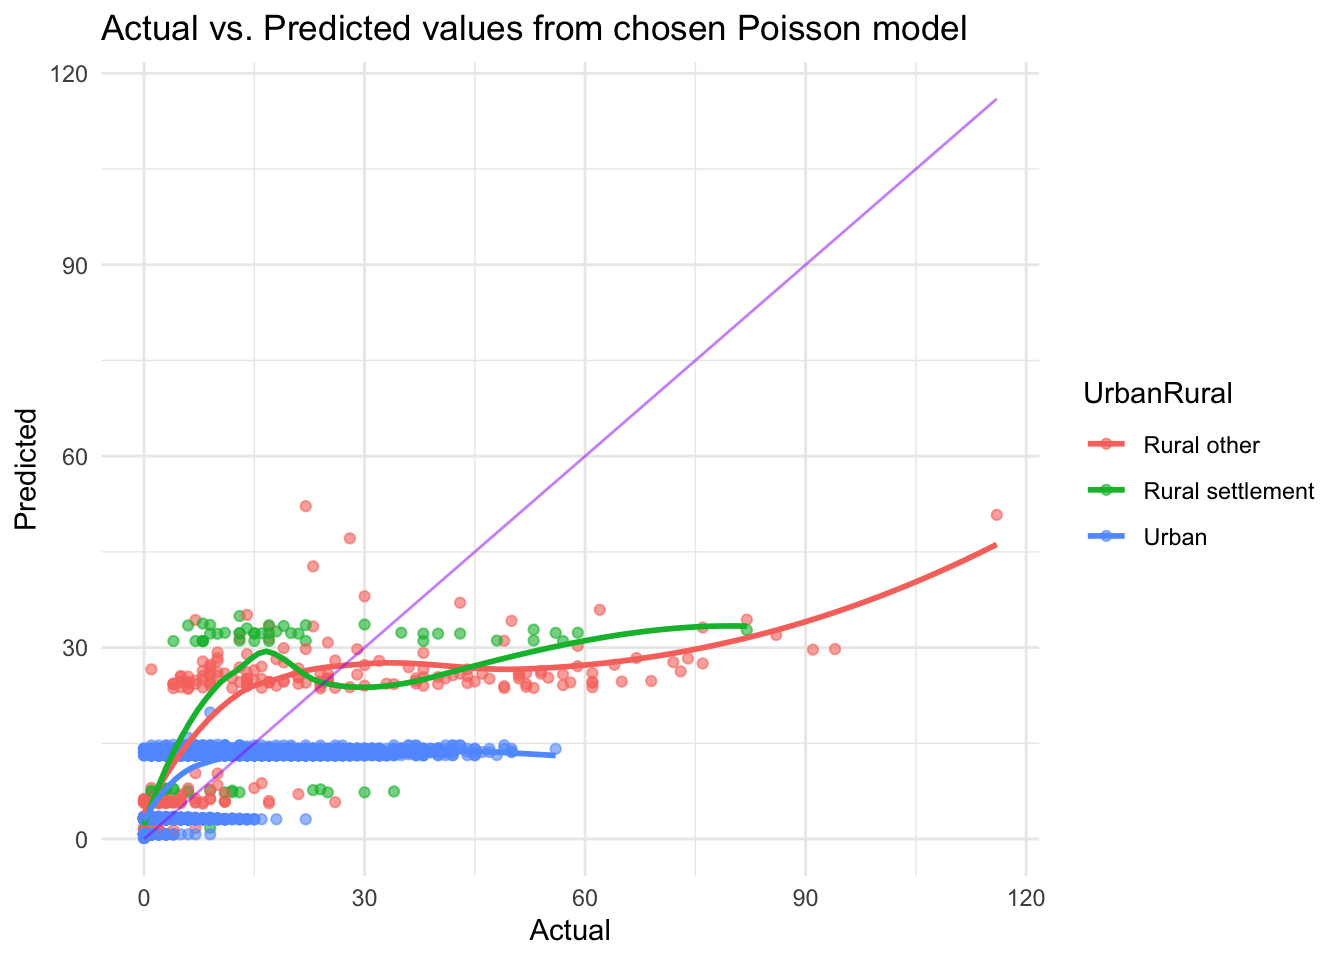 Actual vs. Predicted values from chosen Poisson model
120
90
60
30
0
Predicted
0 30 60 90 120
Actual
UrbanRural
Rural other
Rural settlement
Urban